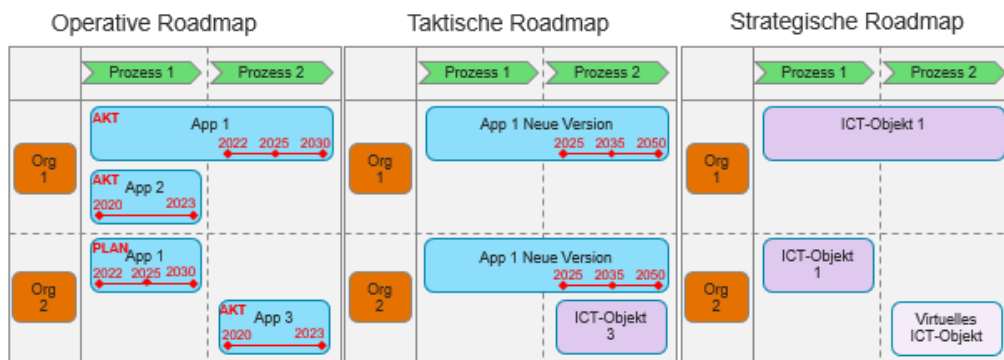 Operative Roadmap
Prozess 1
Prozess 2
Org
1
AKT
App 1
2022 2025 2030
AKT
App 2
2020 2023
Org
2
PLAN
App 1
2022 2025 2030
AKT
App 3
2020 2023
Taktische Roadmap
Prozess 1
Prozess 2
Org
1
App 1 Neue Version
2025 2035 2050
Org
2
App 1 Neue Version
2025 2035 2050
ICT-Objekt
3
Strategische Roadmap
Prozess 1
Prozess 2
Org
1
ICT-Objekt 1
Org
2
ICT-Objekt
1
Virtuelles
ICT-Objekt